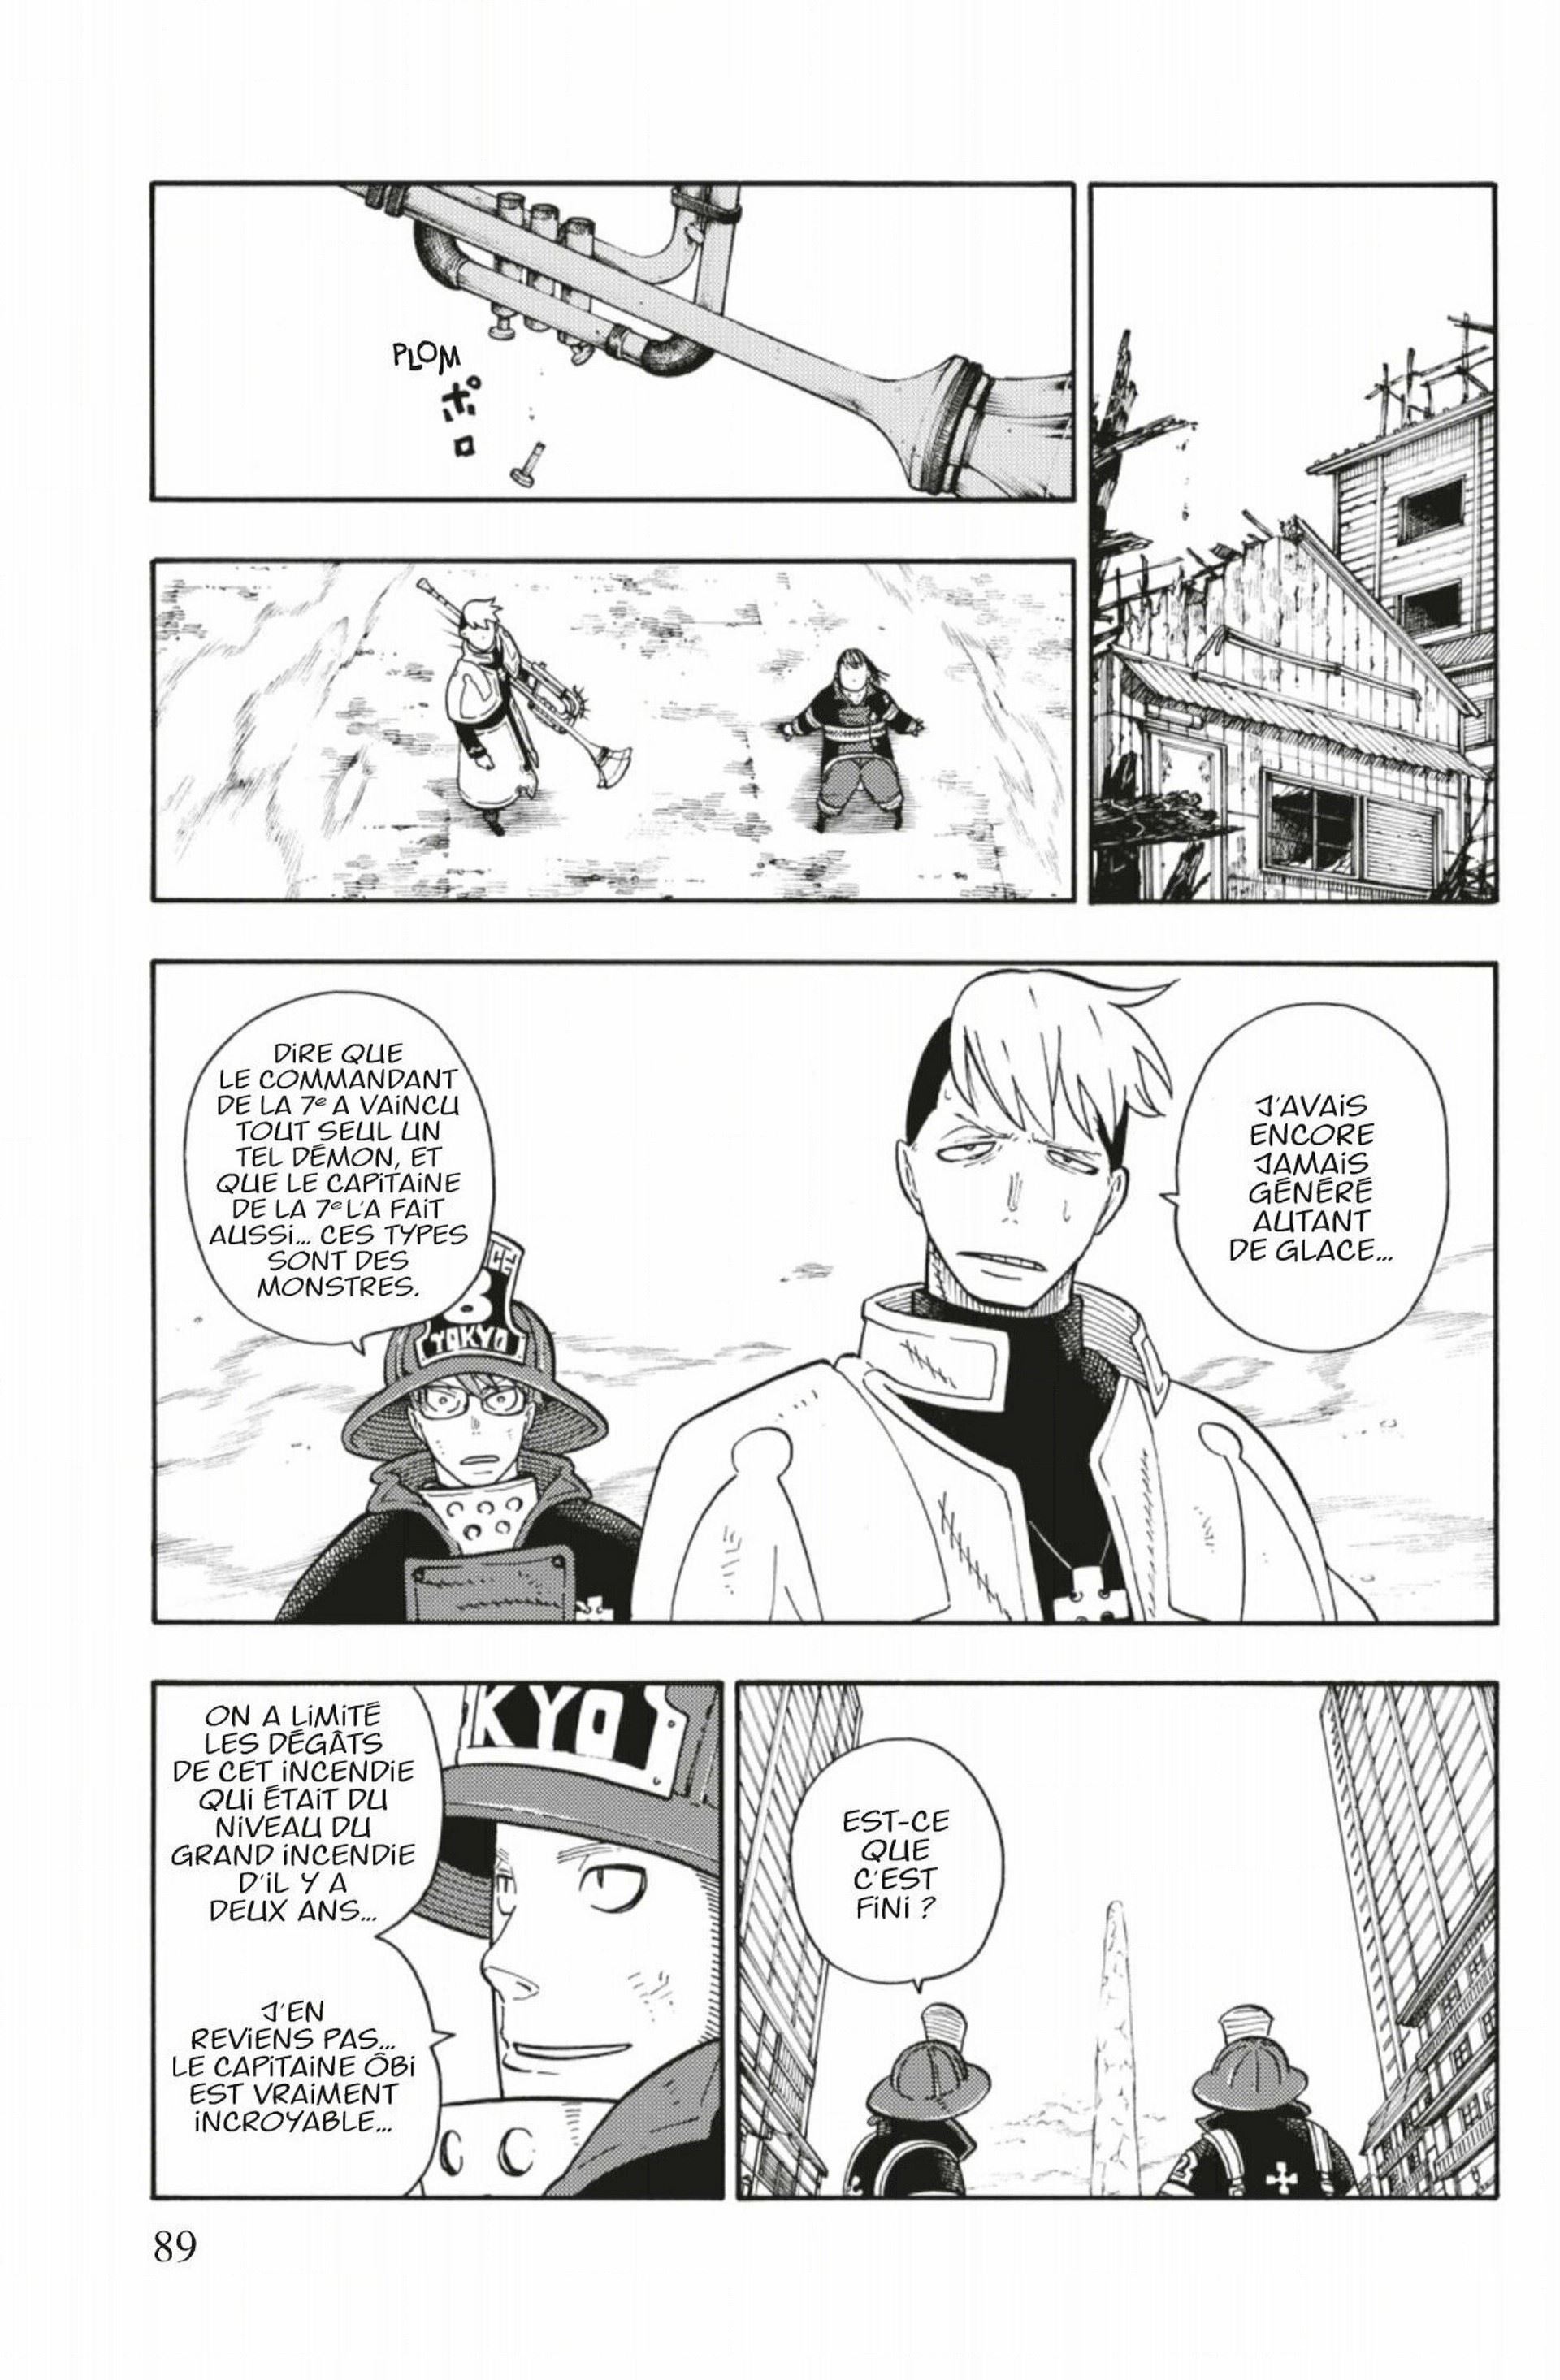 PLOM
ポ
ロ
J'AVAIS
ENCORE
JAMAIS
GÉNÉRÉ
AUTANT
DE GLACE...
DIRE QUE
LE COMMANDANT
DE LA 7e A VAINCU
TOUT SEUL UN
TEL DÉMON, ET
QUE LE CAPITAINE
DE LA 7e L'A FAIT
AUSSI... CES TYPES
SONT DES
MONSTRES.
8
TOKYO
EST-CE
QUE
C'EST
FINI ?
2
KYO
ON A LIMITÉ
LES DÉGÂTS
DE CET INCENDIE
QUI ÉTAIT DU
NIVEAU DU
GRAND INCENDIE
D'IL Y A
DEUX ANS...
J'EN
REVIENS PAS...
LE CAPITAINE ÔBI
EST VRAIMENT
INCROYABLE...
89